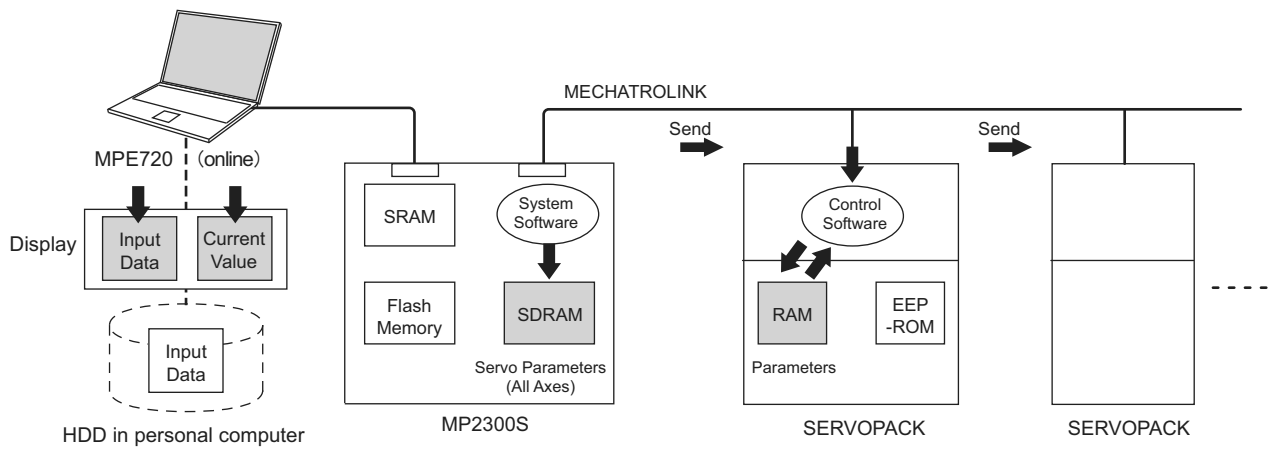 MECHATROLINK
Send
Send
MPE720 (online)
Display
Input
Data
Current
Value
Input
Data
HDD in personal computer
SRAM
System
Software
Flash
Memory
SDRAM
Servo Parameters
(All Axes)
MP2300S
Control
Software
RAM
EEP
-ROM
Parameters
SERVOPACK
SERVOPACK